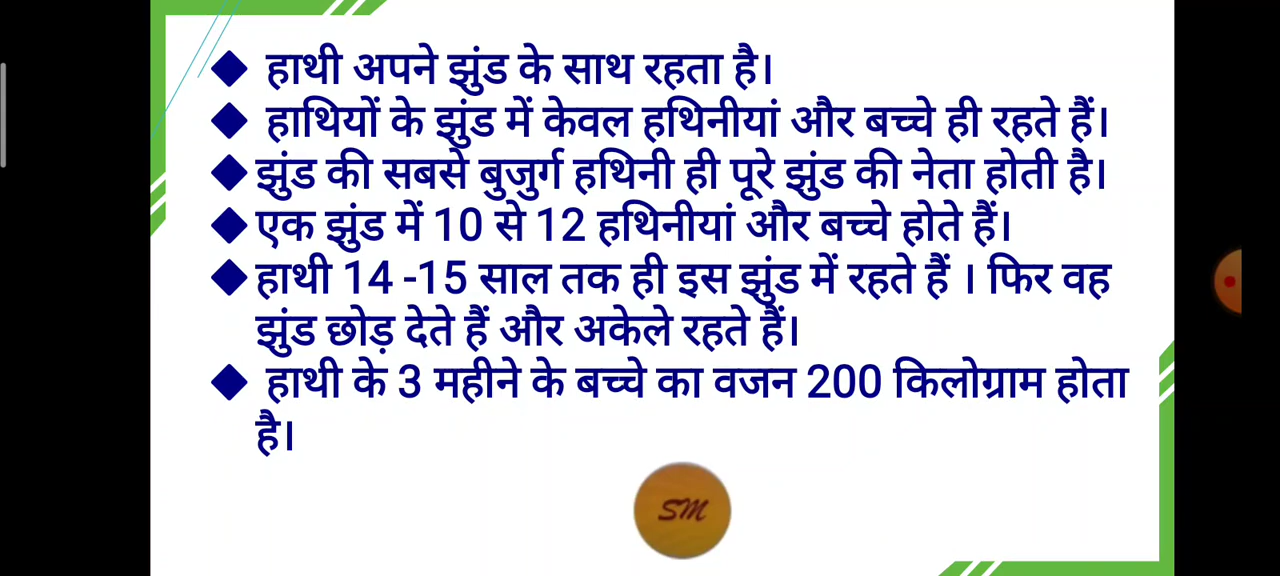 ◆ हाथी अपने झुंड के साथ रहता है।
◆ हाथियों के झुंड में केवल हथिनीयां और बच्चे ही रहते हैं।
◆ झुंड की सबसे बुजुर्ग हथिनी ही पूरे झुंड की नेता होती है।
◆ एक झुंड में 10 से 12 हथिनीयां और बच्चे होते हैं।
◆ हाथी 14 -15 साल तक ही इस झुंड में रहते हैं । फिर वह
झुंड छोड़ देते हैं और अकेले रहते हैं।
◆ हाथी के 3 महीने के बच्चे का वजन 200 किलोग्राम होता
है।
SM